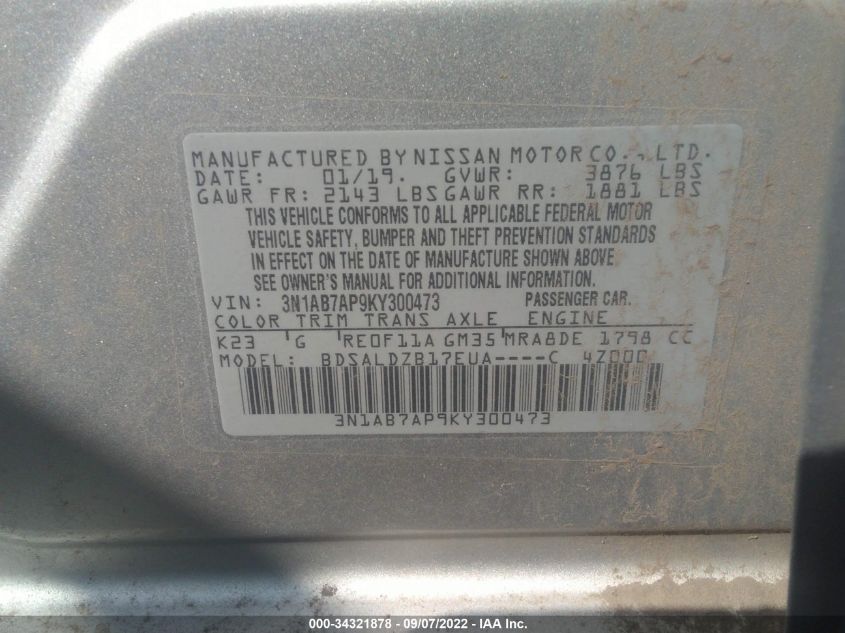 MANUFACTURED BY NISSAN MOTOR CO., LTD.
DATE: 01/19. GVWR: 3876 LBS
GAWR FR: 2143 LBS GAWR RR: 1881 LBS
THIS VEHICLE CONFORMS TO ALL APPLICABLE FEDERAL MOTOR
VEHICLE SAFETY, BUMPER AND THEFT PREVENTION STANDARDS
IN EFFECT ON THE DATE OF MANUFACTURE SHOWN ABOVE.
SEE OWNER'S MANUAL FOR ADDITIONAL INFORMATION.
VIN: 3N1AB7AP9KY300473 PASSENGER CAR.
COLOR TRIM TRANS AXLE ENGINE
K23 G RE0F11A GM35 MRA8DE 1798 CC
MODEL: BDSALDZB17EUA----C 4Z000
3N1AB7AP9KY300473
000-34321878 - 09/07/2022 - IAA Inc.